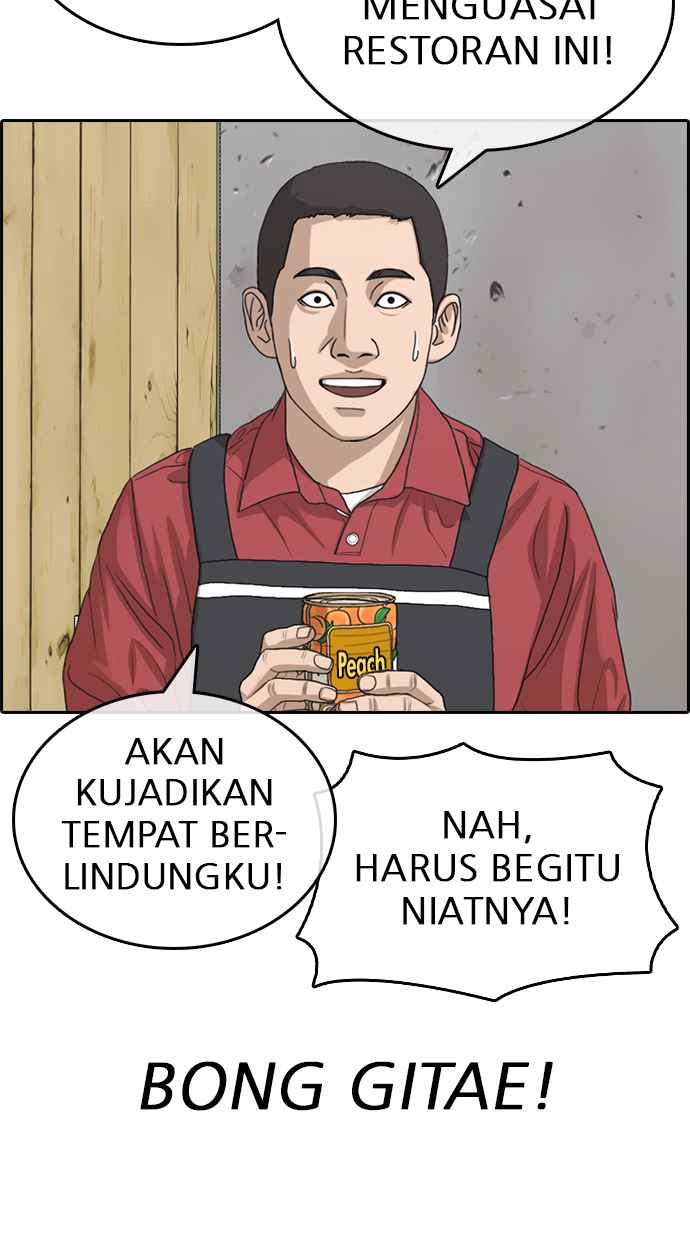 MENGUASAI
RESTORAN INI!
Peach
AKAN
KUJADIKAN
TEMPAT BER-
LINDUNGKU!
NAH,
HARUS BEGITU
NIATNYA!
BONG GITAE!